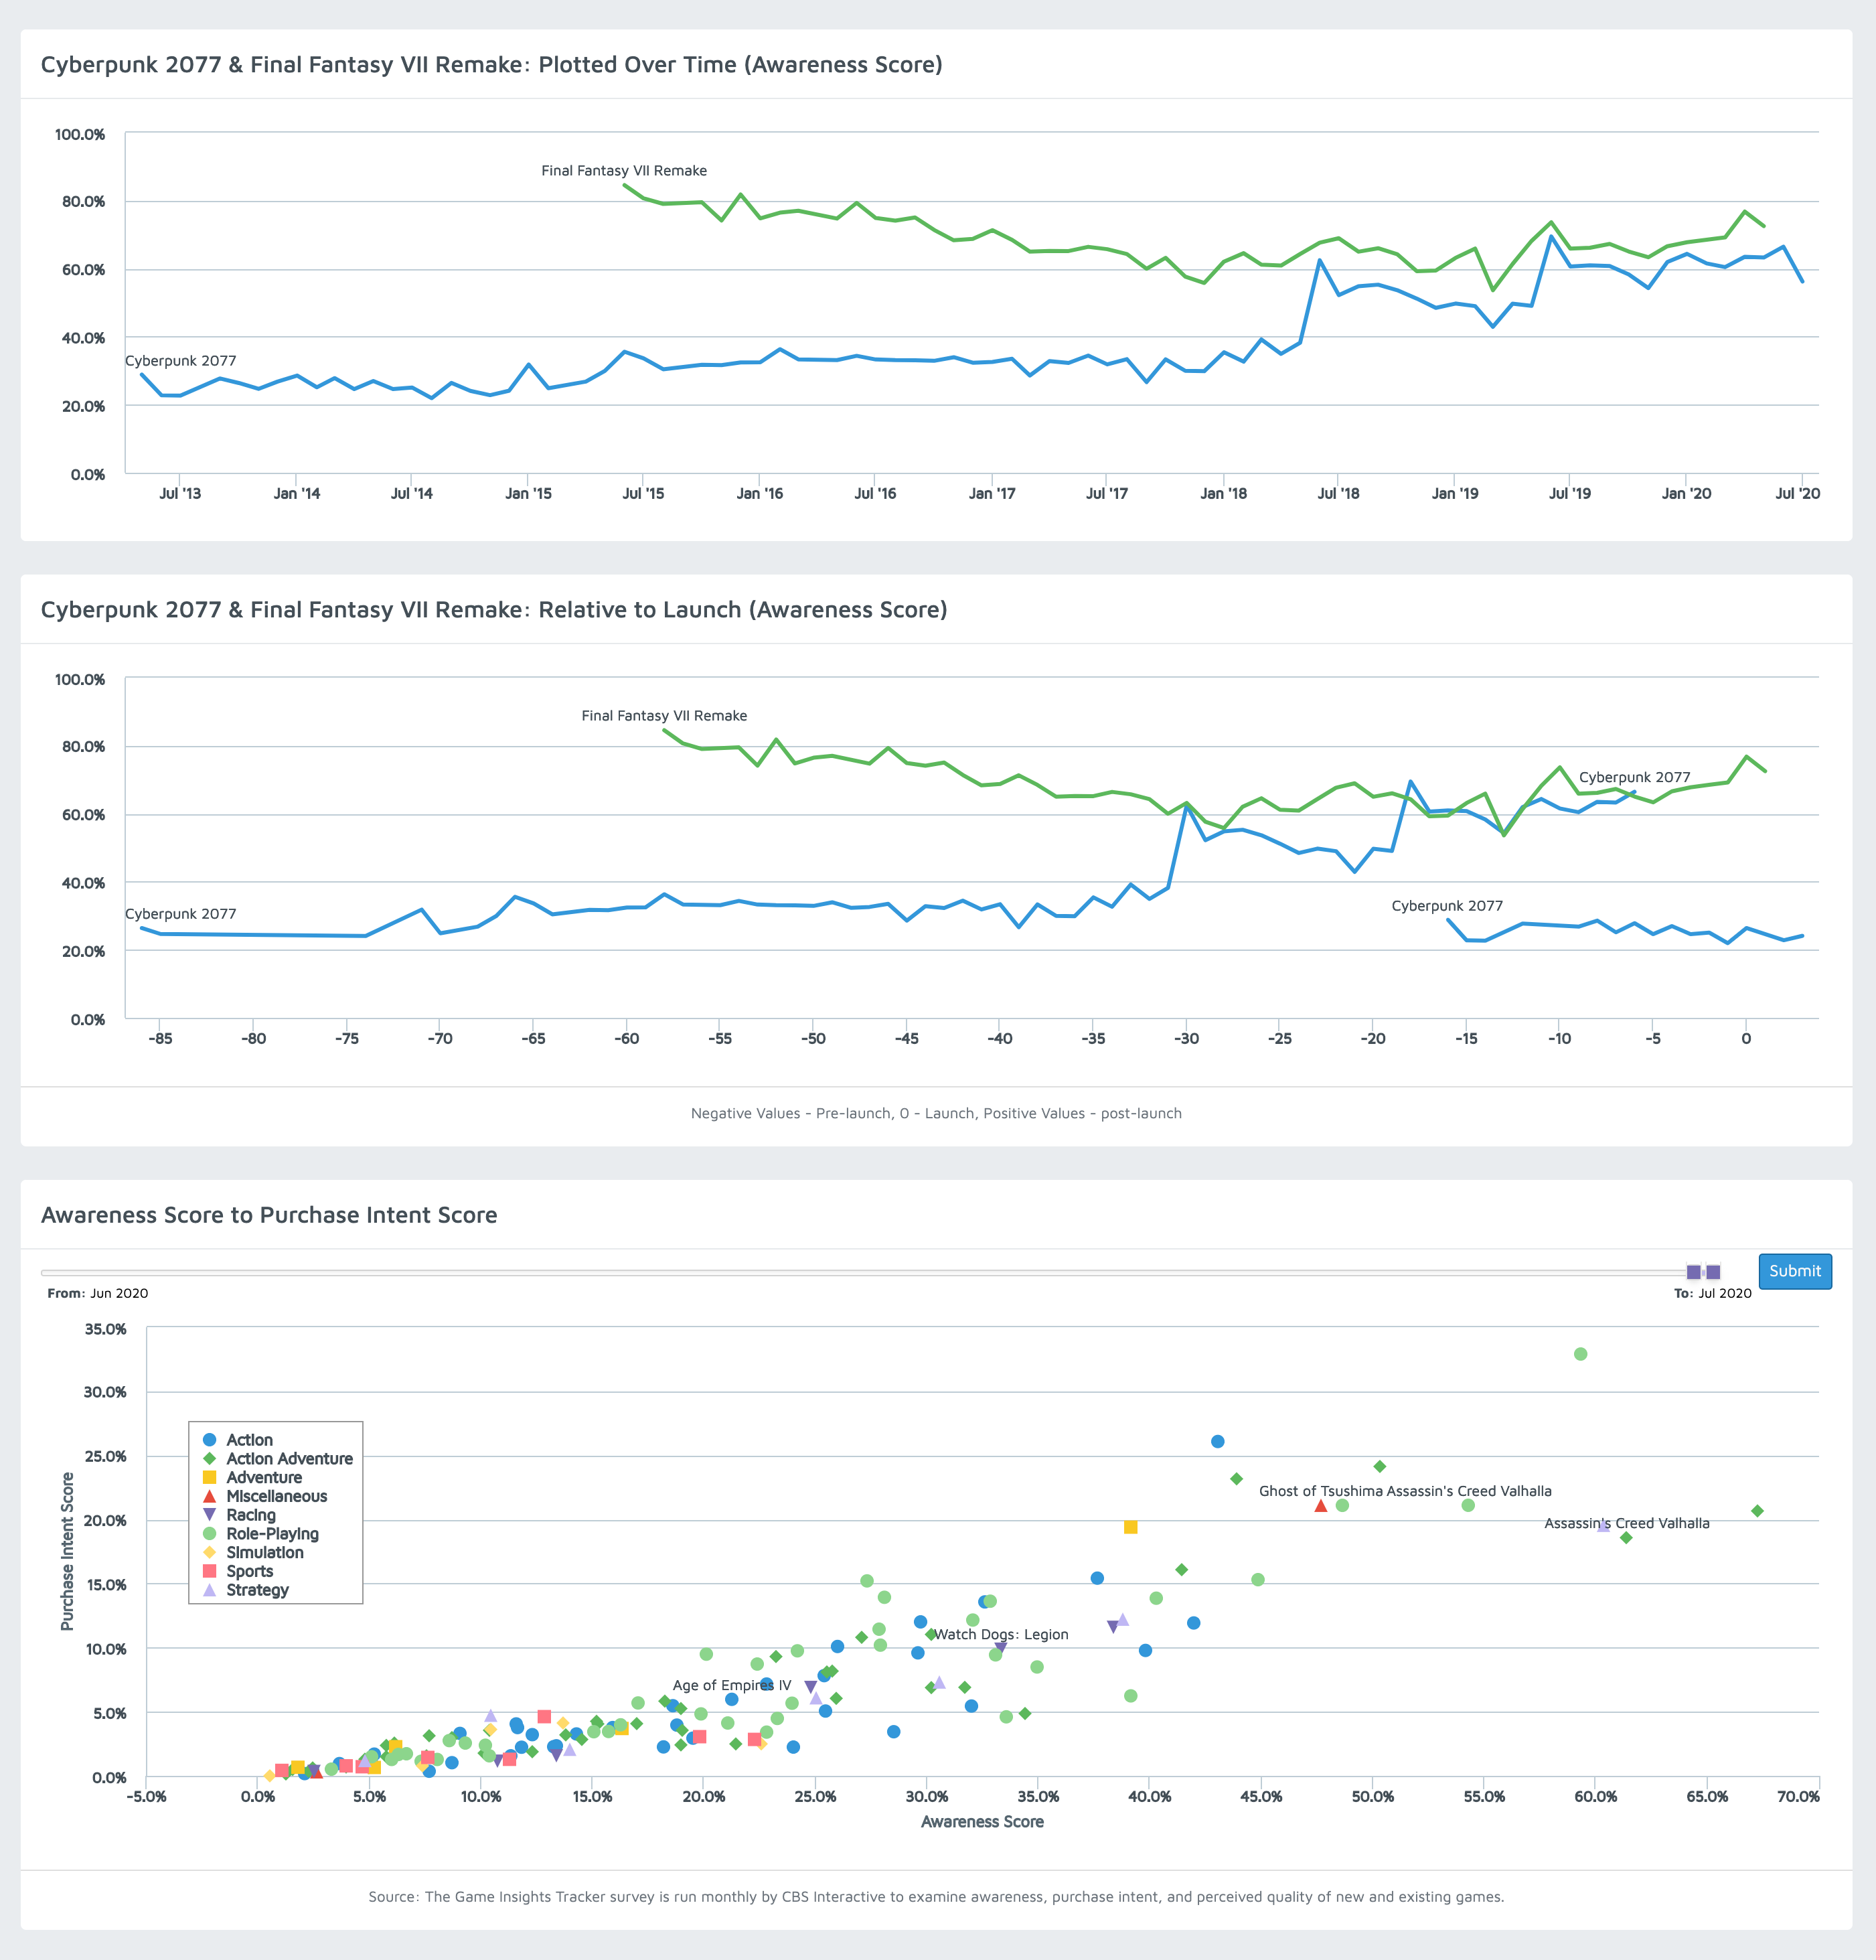 Cyberpunk 2077 & Final Fantasy VII Remake: Plotted Over Time (Awareness Score)
100.0%
Final Fantasy VII Remake
80.0%
60.0%
40.0%
Cyberpunk 2077
20.0%
0.0%
Jul '13 Jan '14 Jul '14 Jan '15 Jul '15 Jan '16 Jul '16 Jan '17 Jul '17 Jan '18 Jul '18 Jan '19 Jul '19 Jan '20 Jul '20
Cyberpunk 2077 & Final Fantasy VII Remake: Relative to Launch (Awareness Score)
100.0%
Final Fantasy VII Remake
80.0%
Cyberpunk 2077
60.0%
40.0%
Cyberpunk 2077
Cyberpunk 2077
20.0%
0.0%
-85 -80 -75 -70 -65 -60 -55 -50 -45 -40 -35 -30 -25 -20 -15 -10 -5 0
Negative Values - Pre-launch, 0 - Launch, Positive Values - post-launch
Awareness Score to Purchase Intent Score
Submit
From: Jun 2020 To: Jul 2020
35.0%
30.0%
25.0%
20.0%
15.0%
10.0%
5.0%
0.0%
Purchase Intent Score
Action
Action Adventure
Adventure
Miscellaneous
Racing
Role-Playing
Simulation
Sports
Strategy
Ghost of Tsushima Assassin's Creed Valhalla
Assassin's Creed Valhalla
Watch Dogs: Legion
Age of Empires IV
-5.0% 0.0% 5.0% 10.0% 15.0% 20.0% 25.0% 30.0% 35.0% 40.0% 45.0% 50.0% 55.0% 60.0% 65.0% 70.0%
Awareness Score
Source: The Game Insights Tracker survey is run monthly by CBS Interactive to examine awareness, purchase intent, and perceived quality of new and existing games.